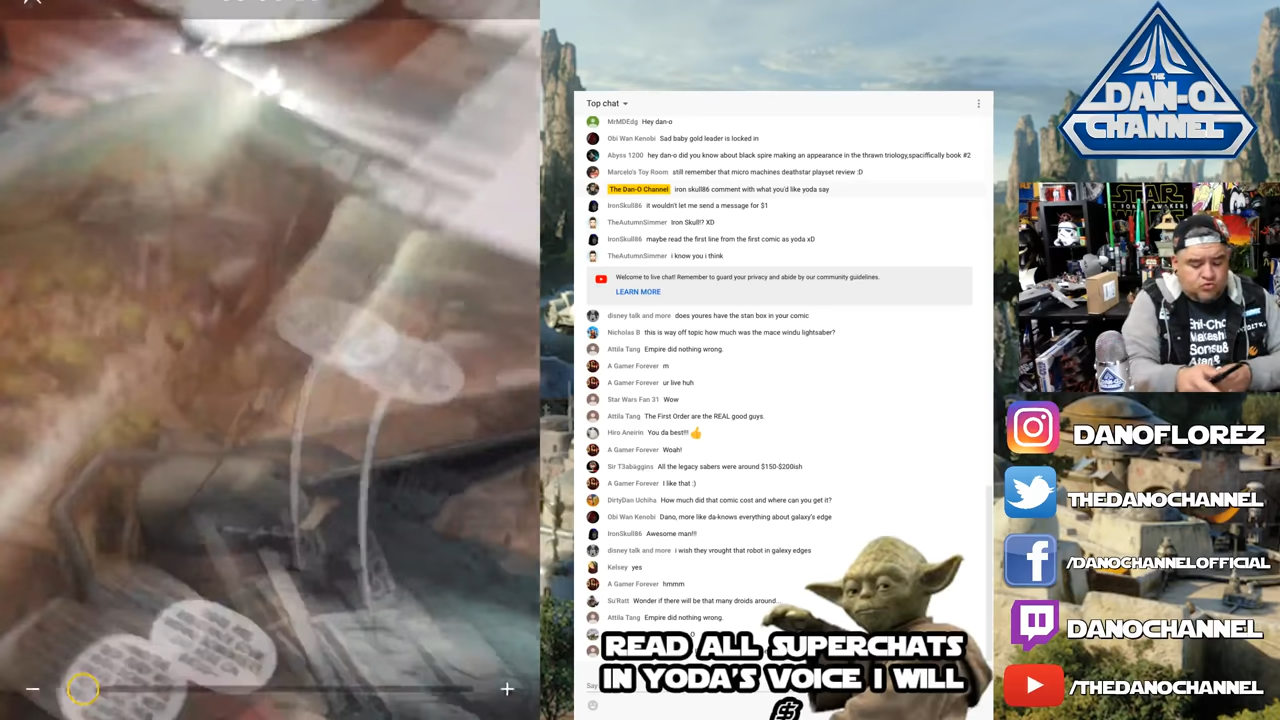 Top chat
MrMDEdg Hey dan-o
Obi Wan Kenobi Sad baby gold leader is locked in
Abyss 1200 hey dan-o did you know about black spire making an appearance in the thrawn triology,spaciffically book #2
Marcelo's Toy Room still remember that micro machines deathstar playset review :D
The Dan-O Channel iron skull86 comment with what you'd like yoda say
IronSkull86 it wouldn't let me send a message for $1
TheAutumnSimmer Iron Skull!? XD
IronSkull86 maybe read the first line from the first comic as yoda xD
TheAutumnSimmer i know you i think
Welcome to live chat! Remember to guard your privacy and abide by our community guidelines.
LEARN MORE
disney talk and more does youres have the stan box in your comic
Nicholas B this is way off topic how much was the mace windu lightsaber?
Attila Tang Empire did nothing wrong.
A Gamer Forever m
A Gamer Forever ur live huh
Star Wars Fan 31 Wow
Attila Tang The First Order are the REAL good guys.
Hiro Aneirin You da best!!! 👍
A Gamer Forever Woah!
Sir T3abaggins All the legacy sabers were around $150-$200ish
A Gamer Forever I like that :)
DirtyDan Uchiha How much did that comic cost and where can you get it?
Obi Wan Kenobi Dano, more like da-knows everything about galaxy's edge
IronSkull86 Awesome man!!!
disney talk and more i wish they vrought that robot in galexy edges
Kelsey yes
A Gamer Forever hmmm
Su'Ratt Wonder if there will be that many droids around...
Attila Tang Empire did nothing wrong.
READ ALL SUPERCHATS
IN YODA'S VOICE I WILL
$
Say
THE
DAN-O
CHANNEL
STAR
FORCE AWAKENS
DANOFLOREZ
THEDANOCHANNEL
/DANOCHANNELOFFICIAL
DANOCHANNEL
/THEDANOCHANNEL